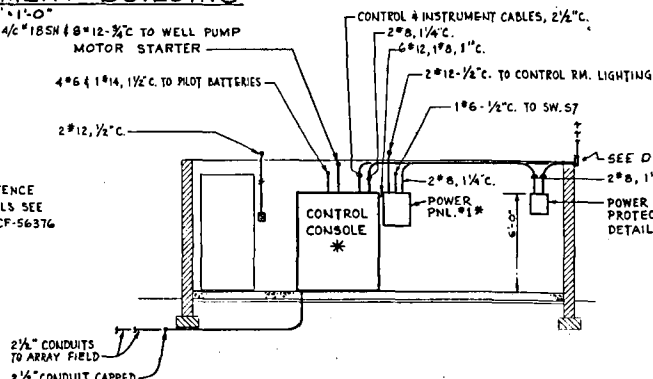 BUILDING
1'-0"
4/C #18SH & 8#12-¾"C TO WELL PUMP
MOTOR STARTER
4#6 & 1#14, 1½"C. TO PILOT BATTERIES
2#12, ½"C.
CONTROL & INSTRUMENT CABLES, 2½"C.
2#8, 1¼"C.
6#12, 1#8, 1"C.
2#12-½"C. TO CONTROL RM. LIGHTING
1#6-½"C. TO SW. S7
SEE D
2#8, 1¼"C.
2#8, 1"
POWER
PNL. #1*
POWER
PROTEC
DETAIL
6'-0"
CONTROL
CONSOLE
*
ENCE
LS SEE
CF-56376
2½" CONDUITS
TO ARRAY FIELD
2½" CONDUIT CAPPED